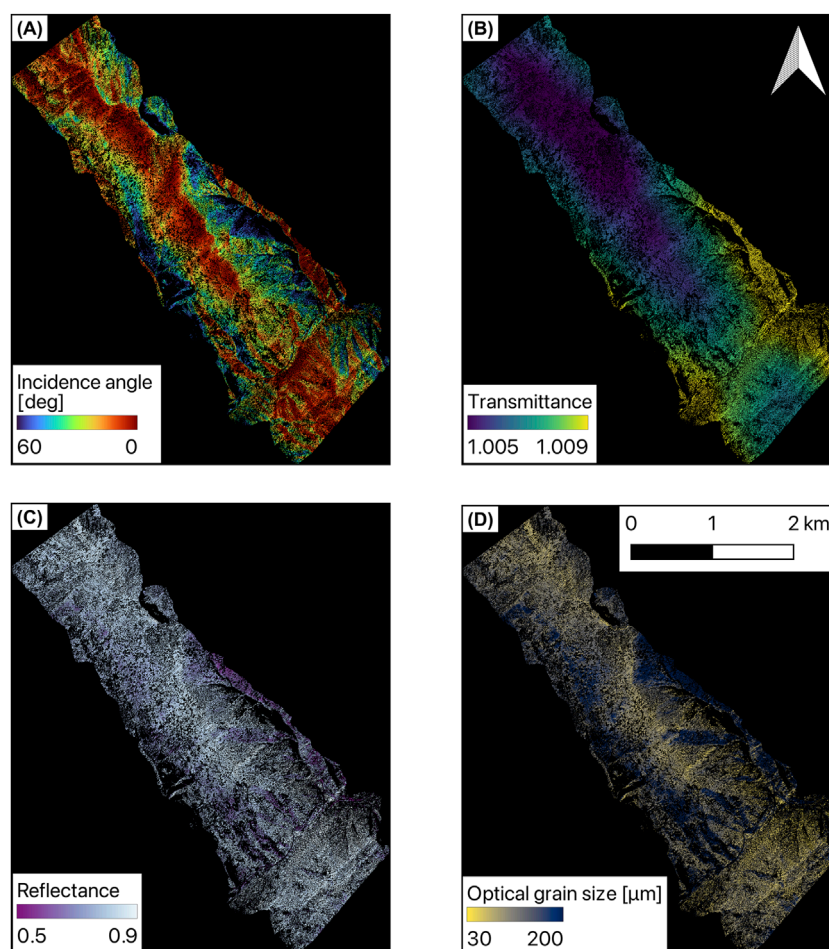 (A)
Incidence angle
[deg]
60 0
(B)
Transmittance
1.005 1.009
(C)
Reflectance
0.5 0.9
(D)
0 1 2 km
Optical grain size [μm]
30 200